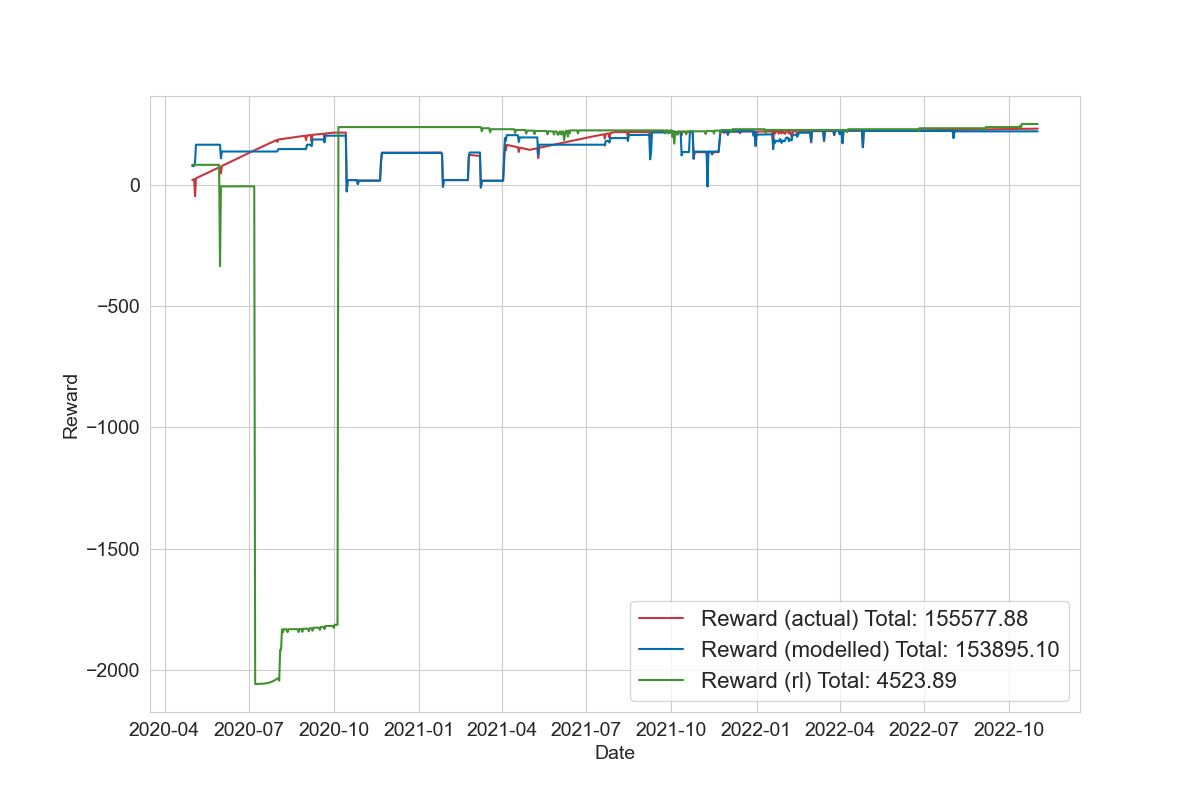 0
−500
−1000
−1500
−2000
Reward
Reward (actual) Total: 155577.88
Reward (modelled) Total: 153895.10
Reward (rl) Total: 4523.89
2020-04 2020-07 2020-10 2021-01 2021-04 2021-07 2021-10 2022-01 2022-04 2022-07 2022-10
Date